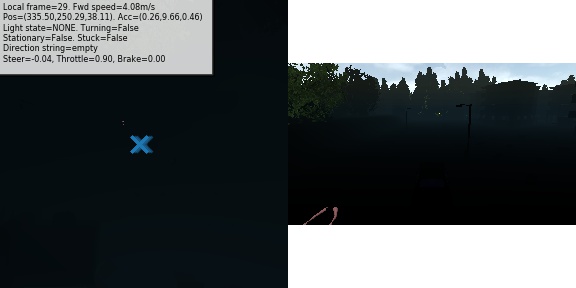 Local frame=29. Fwd speed=4.08m/s
Pos=(335.50,250.29,38.11). Acc=(0.26,9.66,0.46)
Light state=NONE. Turning=False
Stationary=False. Stuck=False
Direction string=empty
Steer=-0.04, Throttle=0.90, Brake=0.00